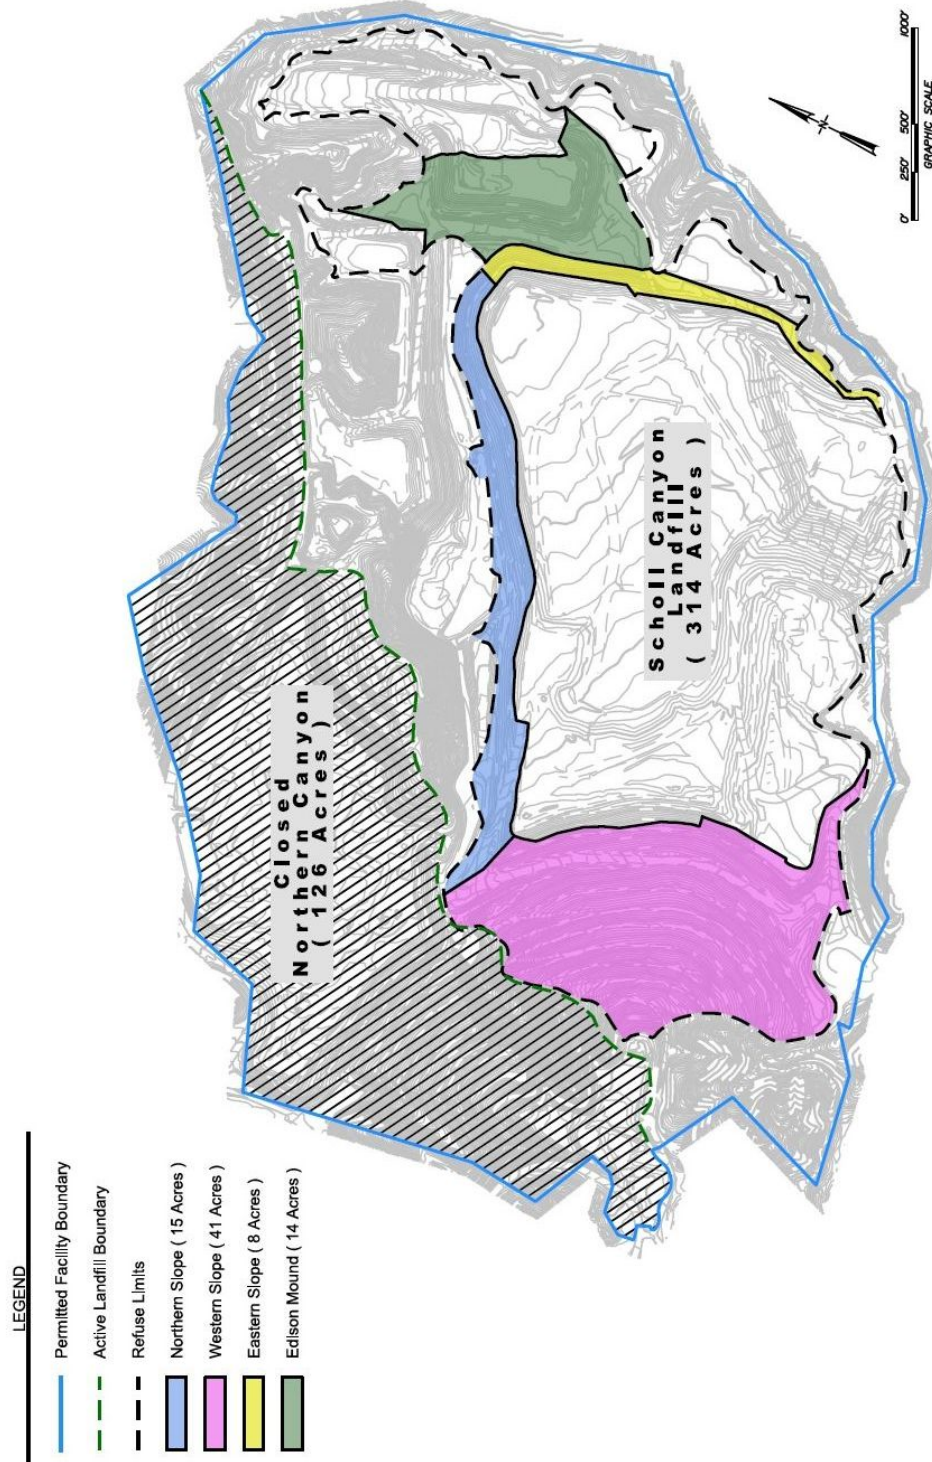 LEGEND
Permitted Facility Boundary
Active Landfill Boundary
Refuse Limits
Northern Slope ( 15 Acres )
Western Slope ( 41 Acres )
Eastern Slope ( 8 Acres )
Edison Mound ( 14 Acres )
Closed
Northern Canyon
( 126 Acres )
Scholl Canyon
Landfill
( 314 Acres )
N
0' 250' 500' 1000'
GRAPHIC SCALE